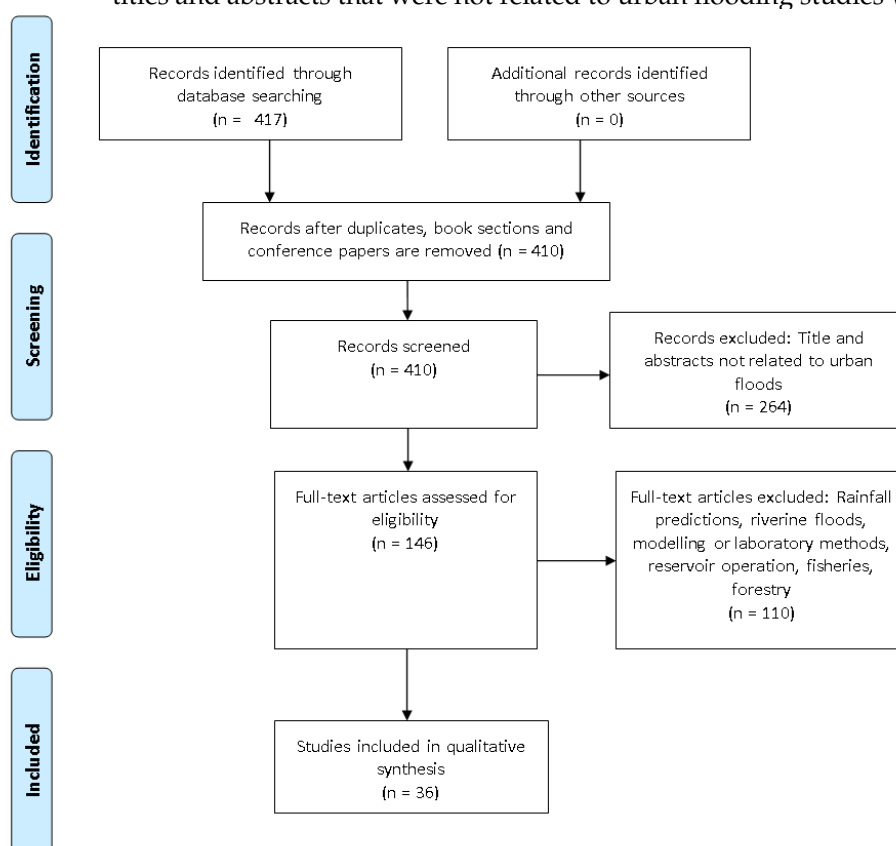 titles and abstracts that were not related to urban flooding studies (
Identification
Records identified through
database searching
(n = 417)
Additional records identified
through other sources
(n = 0)
Records after duplicates, book sections and
conference papers are removed (n = 410)
Screening
Records screened
(n = 410)
Records excluded: Title and
abstracts not related to urban
floods
(n = 264)
Eligibility
Full-text articles assessed for
eligibility
(n = 146)
Full-text articles excluded: Rainfall
predictions, riverine floods,
modelling or laboratory methods,
reservoir operation, fisheries,
forestry
(n = 110)
Included
Studies included in qualitative
synthesis
(n = 36)